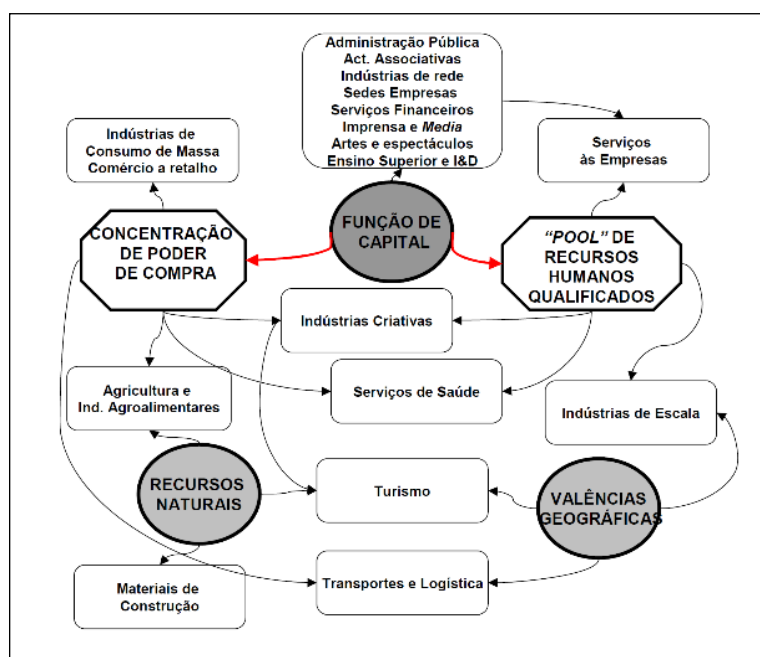 Administração Pública
Act. Associativas
Indústrias de rede
Sedes Empresas
Serviços Financeiros
Imprensa e Media
Artes e espectáculos
Ensino Superior e I&D
Indústrias de
Consumo de Massa
Comércio a retalho
Serviços
às Empresas
FUNÇÃO DE
CAPITAL
CONCENTRAÇÃO
DE PODER
DE COMPRA
"POOL" DE
RECURSOS
HUMANOS
QUALIFICADOS
Indústrias Criativas
Serviços de Saúde
Agricultura e
Ind. Agroalimentares
Indústrias de Escala
RECURSOS
NATURAIS
Turismo
VALÊNCIAS
GEOGRÁFICAS
Materiais de
Construção
Transportes e Logística